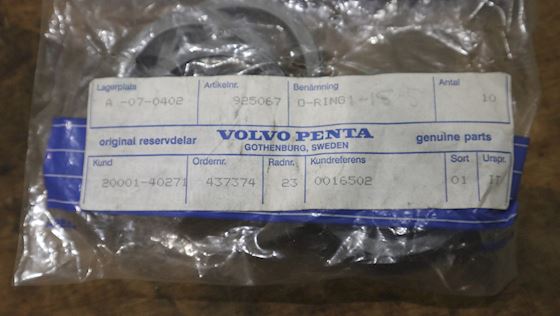 Lagerplats Artikelnr. Benämning Antal
A -07-0402 925067 O-RING 10
original reservdelar VOLVO PENTA genuine parts
GOTHENBURG, SWEDEN
Kund Ordernr. Radnr. Kundreferens Sort Urspr.
20001-40271 437374 23 0016502 01 IT